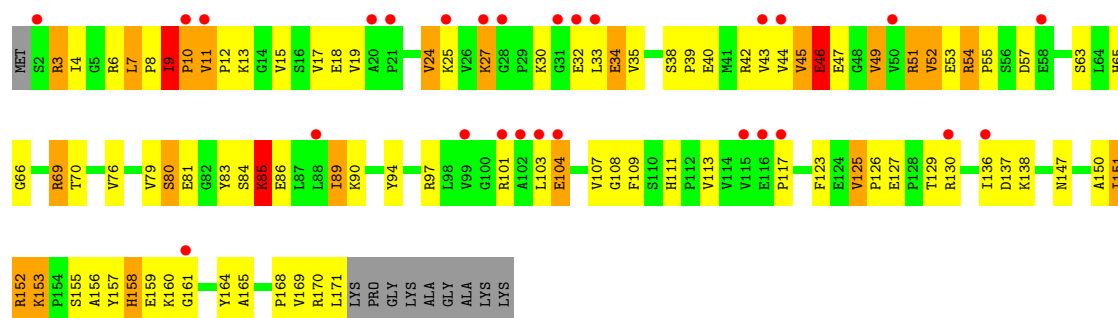 MET S2 R3 I4 G5 R6 L7 P8 I9 P10 V11 P12 K13 G14 V15 S16 V17 E18 V19 A20 P21 V24 K25 V26 K27 G28 P29 K30 G31 E32 L33 E34 V35 S38 P39 E40 M41 R42 V43 V44 V45 E46 E47 G48 V49 V50 R51 V52 E53 R54 P55 S56 D57 E58 S63 L64 H65
G66 R69 T70 V76 V79 S80 E81 G82 Y83 S84 K85 E86 L87 L88 I89 K90 Y94 R97 L98 V99 G100 R101 A102 L103 E104 V107 G108 F109 S110 H111 P112 V113 V114 V115 E116 P117 F123 E124 V125 P126 E127 P128 T129 R130 I136 D137 K138 N147 A150 I151
R152 K153 P154 S155 A156 Y157 H158 E159 K160 G161 Y164 A165 P168 V169 R170 L171 LYS PRO GLY LYS ALA GLY ALA LYS LYS